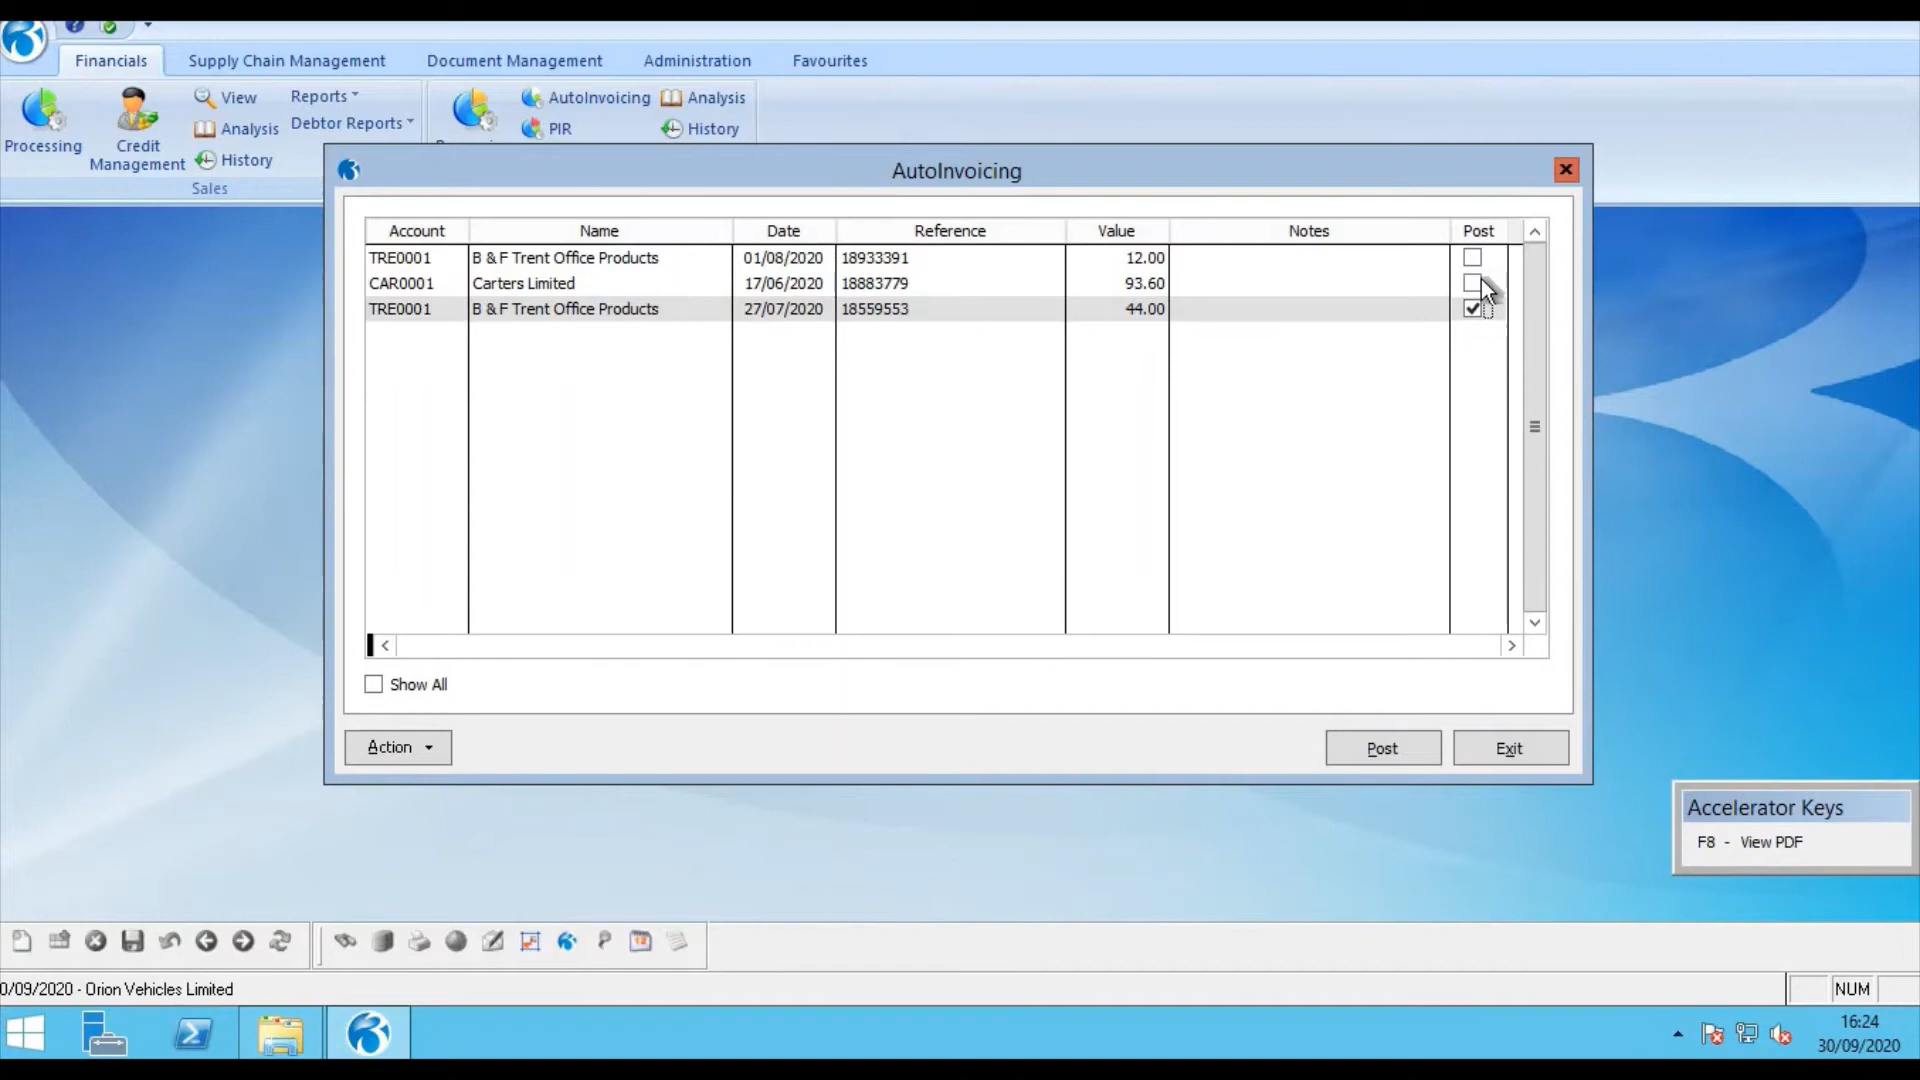 Financials Supply Chain Management Document Management Administration Favourites
View Reports AutoInvoicing Analysis
Analysis Debtor Reports PIR History
Processing Credit Management History
Sales
AutoInvoicing
Account Name Date Reference Value Notes Post
TRE0001 B & F Trent Office Products 01/08/2020 18933391 12.00
CAR0001 Carters Limited 17/06/2020 18883779 93.60
TRE0001 B & F Trent Office Products 27/07/2020 18559553 44.00
Show All
Action Post Exit
Accelerator Keys
F8 - View PDF
0/09/2020 - Orion Vehicles Limited NUM
16:24
30/09/2020